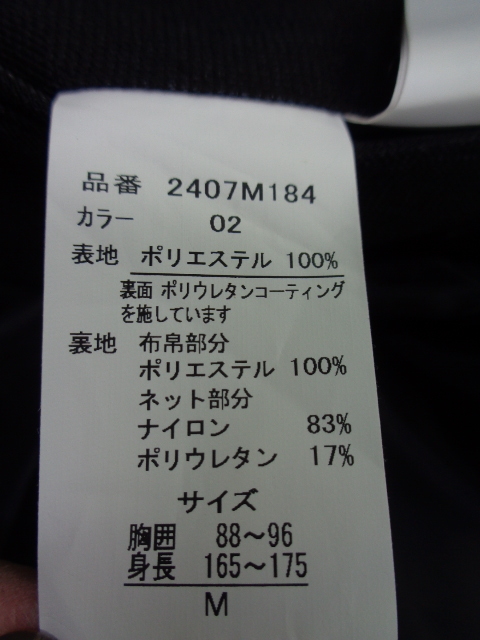 品番 2407M184
カラー 02
表地 ポリエステル 100%
裏面 ポリウレタンコーティング
を施しています
裏地 布帛部分
ポリエステル 100%
ネット部分
ナイロン 83%
ポリウレタン 17%
サイズ
胸囲 88～96
身長 165～175
M